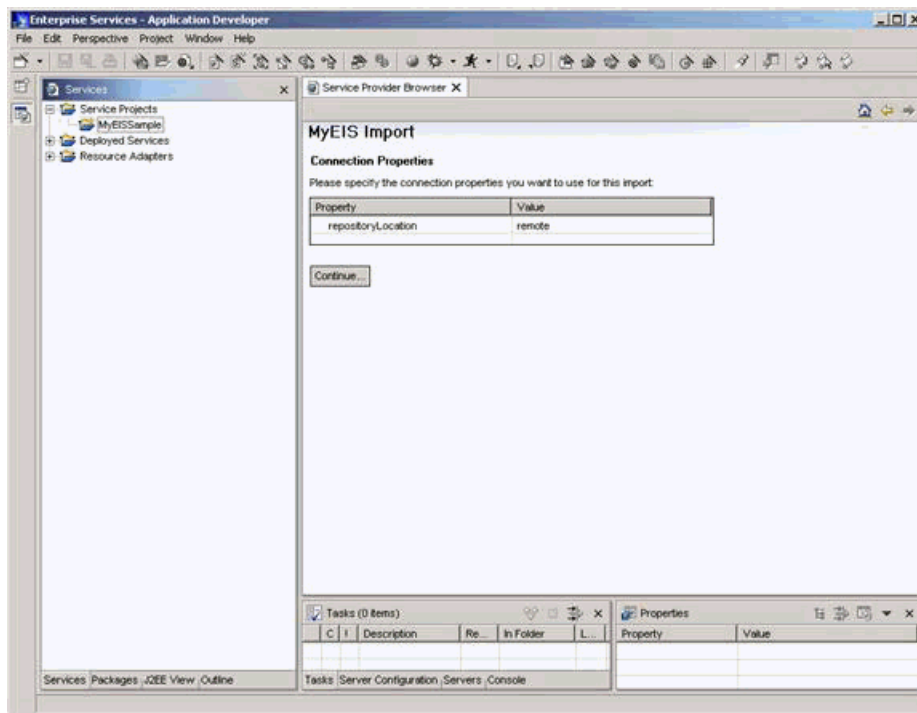 Enterprise Services - Application Developer
File Edit Perspective Project Window Help
Services
Service Projects
MyEISSample
Deployed Services
Resource Adapters
Service Provider Browser
MyEIS Import
Connection Properties
Please specify the connection properties you want to use for this import:
Property Value
repositoryLocation remote
Continue...
Tasks (0 items)
C ! Description Re... In Folder L...
Properties
Property Value
Services Packages J2EE View Outline
Tasks Server Configuration Servers Console